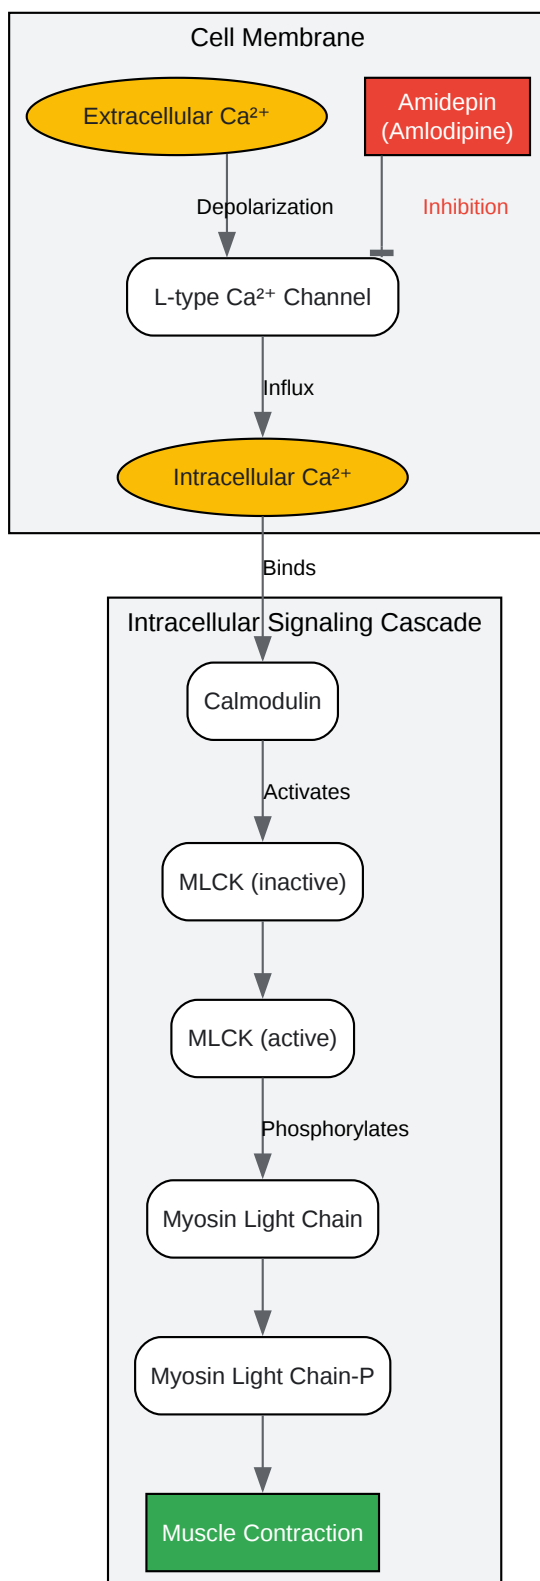 Cell Membrane
Extracellular Ca²⁺
Amidepin
(Amlodipine)
Depolarization
Inhibition
L-type Ca²⁺ Channel
Influx
Intracellular Ca²⁺
Binds
Intracellular Signaling Cascade
Calmodulin
Activates
MLCK (inactive)
MLCK (active)
Phosphorylates
Myosin Light Chain
Myosin Light Chain-P
Muscle Contraction